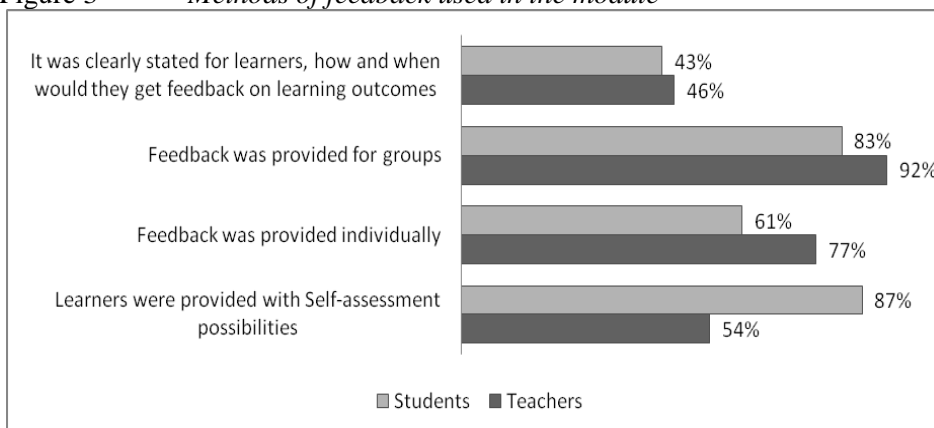 Figure 3 Methods of feedback used in the module
It was clearly stated for learners, how and when
would they get feedback on learning outcomes
43%
46%
Feedback was provided for groups
83%
92%
Feedback was provided individually
61%
77%
Learners were provided with Self-assessment
possibilities
87%
54%
Students Teachers